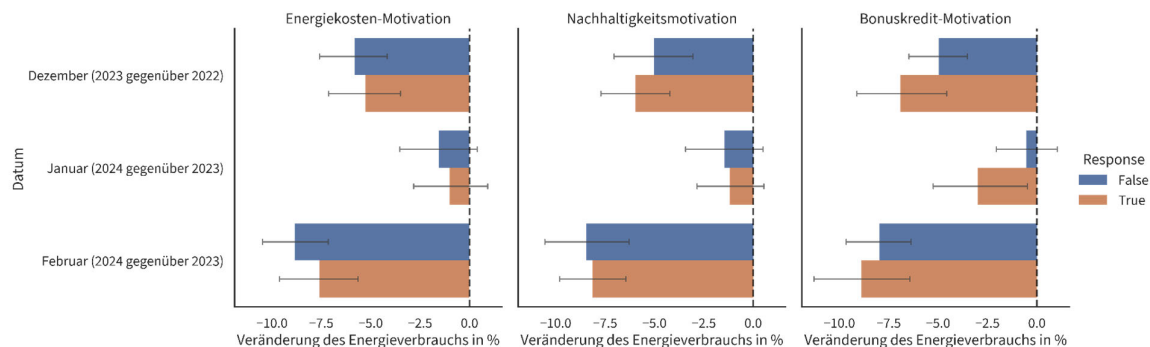 Energiekosten-Motivation
Nachhaltigkeitsmotivation
Bonuskredit-Motivation
Datum
Dezember (2023 gegenüber 2022)
Januar (2024 gegenüber 2023)
Februar (2024 gegenüber 2023)
Response
False
True
−10.0 −7.5 −5.0 −2.5 0.0
−10.0 −7.5 −5.0 −2.5 0.0
−10.0 −7.5 −5.0 −2.5 0.0
Veränderung des Energieverbrauchs in %
Veränderung des Energieverbrauchs in %
Veränderung des Energieverbrauchs in %